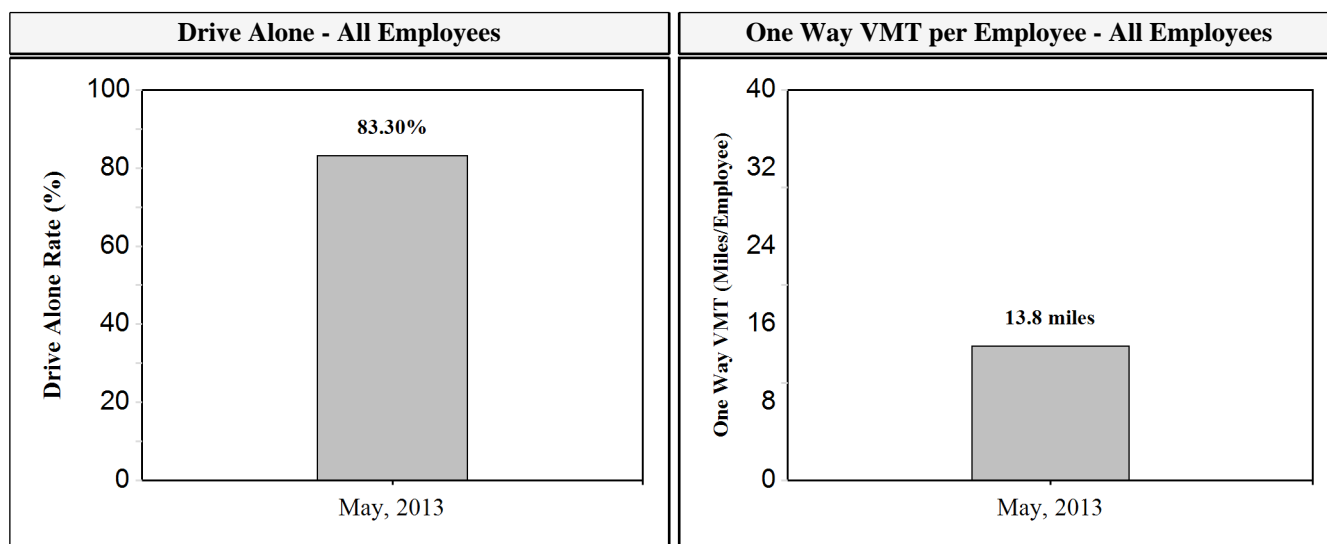 Drive Alone - All Employees
Drive Alone Rate (%)
100
80
60
40
20
0
83.30%
May, 2013
One Way VMT per Employee - All Employees
One Way VMT (Miles/Employee)
40
32
24
16
8
0
13.8 miles
May, 2013